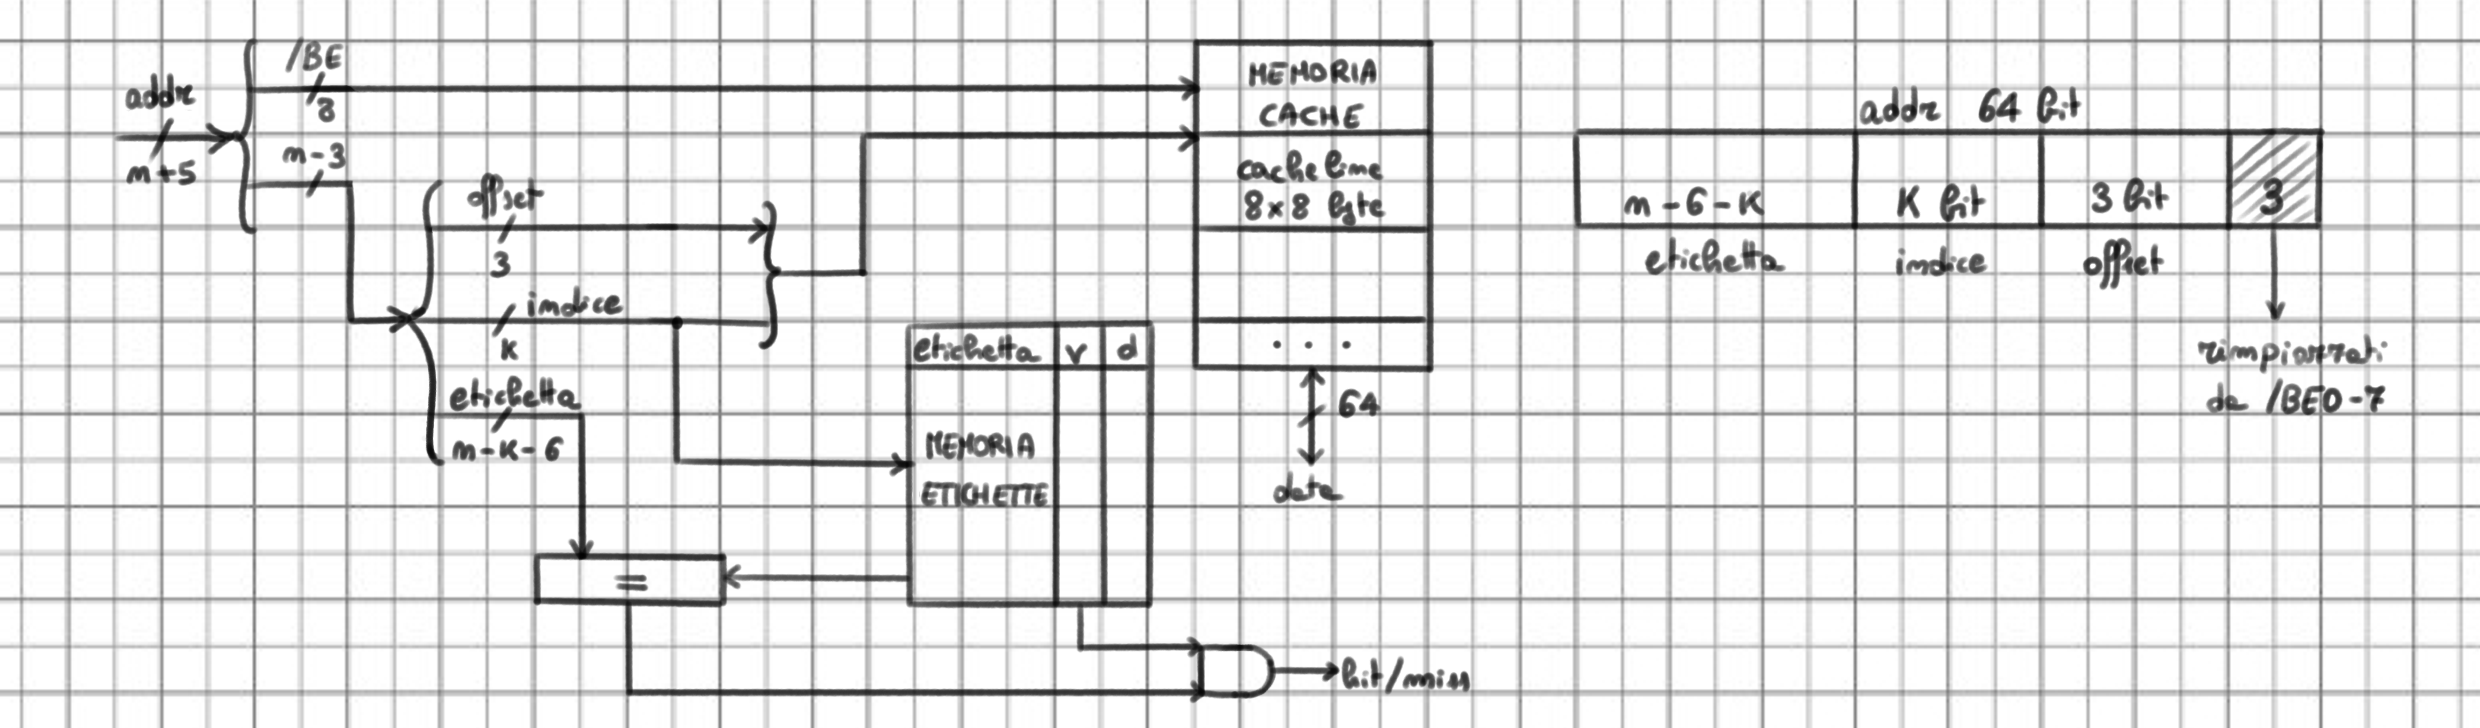 addr
m+5
/BE
8
m-3
offset
3
indice
K
etichetta
m-K-6
=
etichetta v d
MEMORIA
ETICHETTE
MEMORIA
CACHE
cache line
8×8 byte
. . .
64
data
hit/miss
addr 64 bit
m-6-K K bit 3 bit 3
etichetta indice offset
rimpiazzati
da /BE0-7